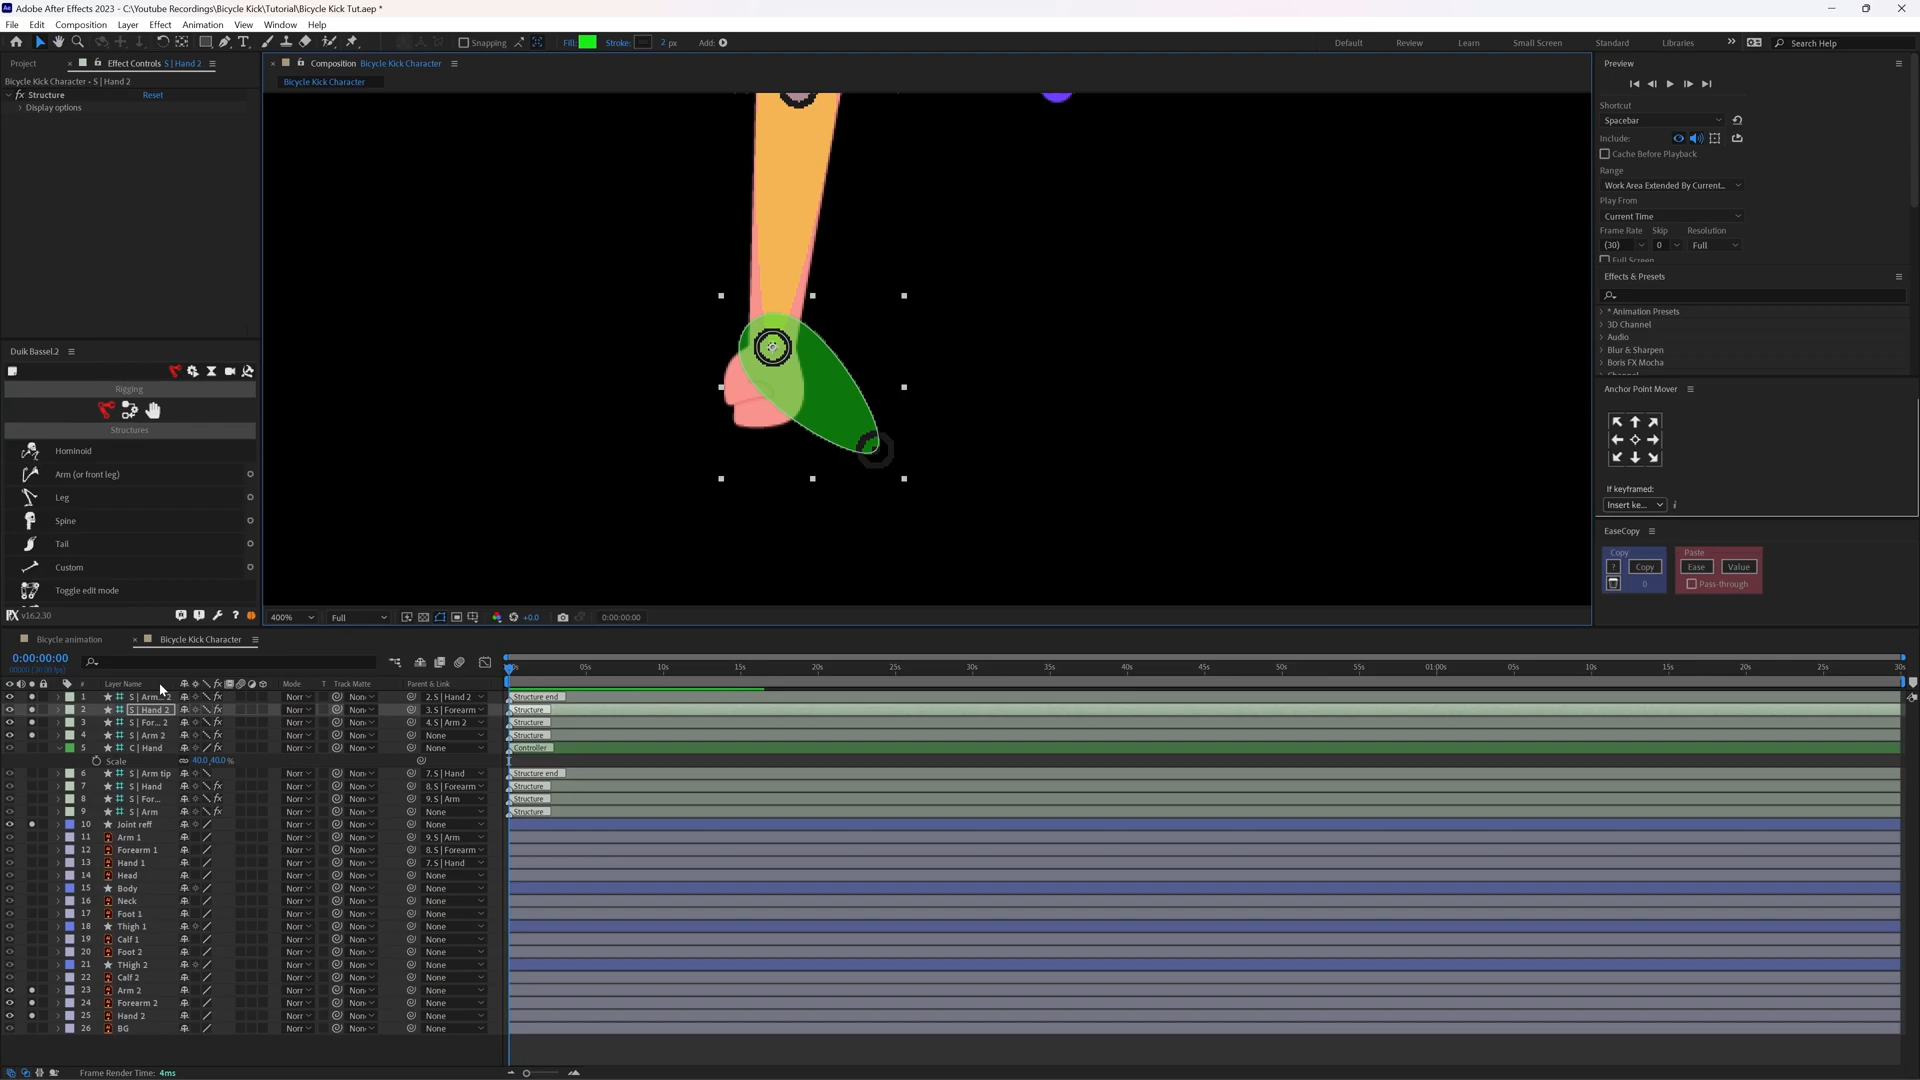 Adobe After Effects 2023 - C:\Youtube Recordings\Bicycle Kick\Tutorial\Bicycle Kick Tut.aep *
File Edit Composition Layer Effect Animation View Window Help
Snapping Fill: Stroke: 2 px Add: Default Review Learn Small Screen Standard Libraries Search Help
Project Effect Controls S | Hand 2
Bicycle Kick Character • S | Hand 2
fx Structure Reset
Display options
Composition Bicycle Kick Character
Bicycle Kick Character
Preview
Shortcut
Spacebar
Include:
Cache Before Playback
Range
Work Area Extended By Current...
Play From
Current Time
Frame Rate Skip Resolution
(30) 0 Full
Full Screen
Effects & Presets
* Animation Presets
3D Channel
Audio
Blur & Sharpen
Boris FX Mocha
Channel
Anchor Point Mover
If keyframed:
Insert ke... i
EaseCopy
Copy Paste
? Copy Ease Value
0 Pass-through
Duik Bassel.2
Rigging
Structures
Hominoid
Arm (or front leg)
Leg
Spine
Tail
Custom
Toggle edit mode
v16.2.30
400% Full +0.0 0:00:00:00
Bicycle animation Bicycle Kick Character
0:00:00:00
# Layer Name Mode T Track Matte Parent & Link
05s 10s 15s 20s 25s 30s 35s 40s 45s 50s 55s 01:00s 05s 10s 15s 20s 25s 30s
1 S | Arm... 2 Norr Non 2. S | Hand 2 Structure end
2 S | Hand 2 Norr Non 3. S | Forearm Structure
3 S | For... 2 Norr Non 4. S | Arm 2 Structure
4 S | Arm 2 Norr Non None Structure
5 C | Hand Norr Non None Controller
Scale 40.0,40.0%
6 S | Arm tip Norr Non 7. S | Hand Structure end
7 S | Hand Norr Non 8. S | Forearm Structure
8 S | For... Norr Non 9. S | Arm Structure
9 S | Arm Norr Non None Structure
10 Joint reff Norr Non None
11 Arm 1 Norr Non 9. S | Arm
12 Forearm 1 Norr Non 8. S | Forearm
13 Hand 1 Norr Non 7. S | Hand
14 Head Norr Non None
15 Body Norr Non None
16 Neck Norr Non None
17 Foot 1 Norr Non None
18 Thigh 1 Norr Non None
19 Calf 1 Norr Non None
20 Foot 2 Norr Non None
21 THigh 2 Norr Non None
22 Calf 2 Norr Non None
23 Arm 2 Norr Non None
24 Forearm 2 Norr Non None
25 Hand 2 Norr Non None
26 BG Norr Non None
Frame Render Time: 4ms